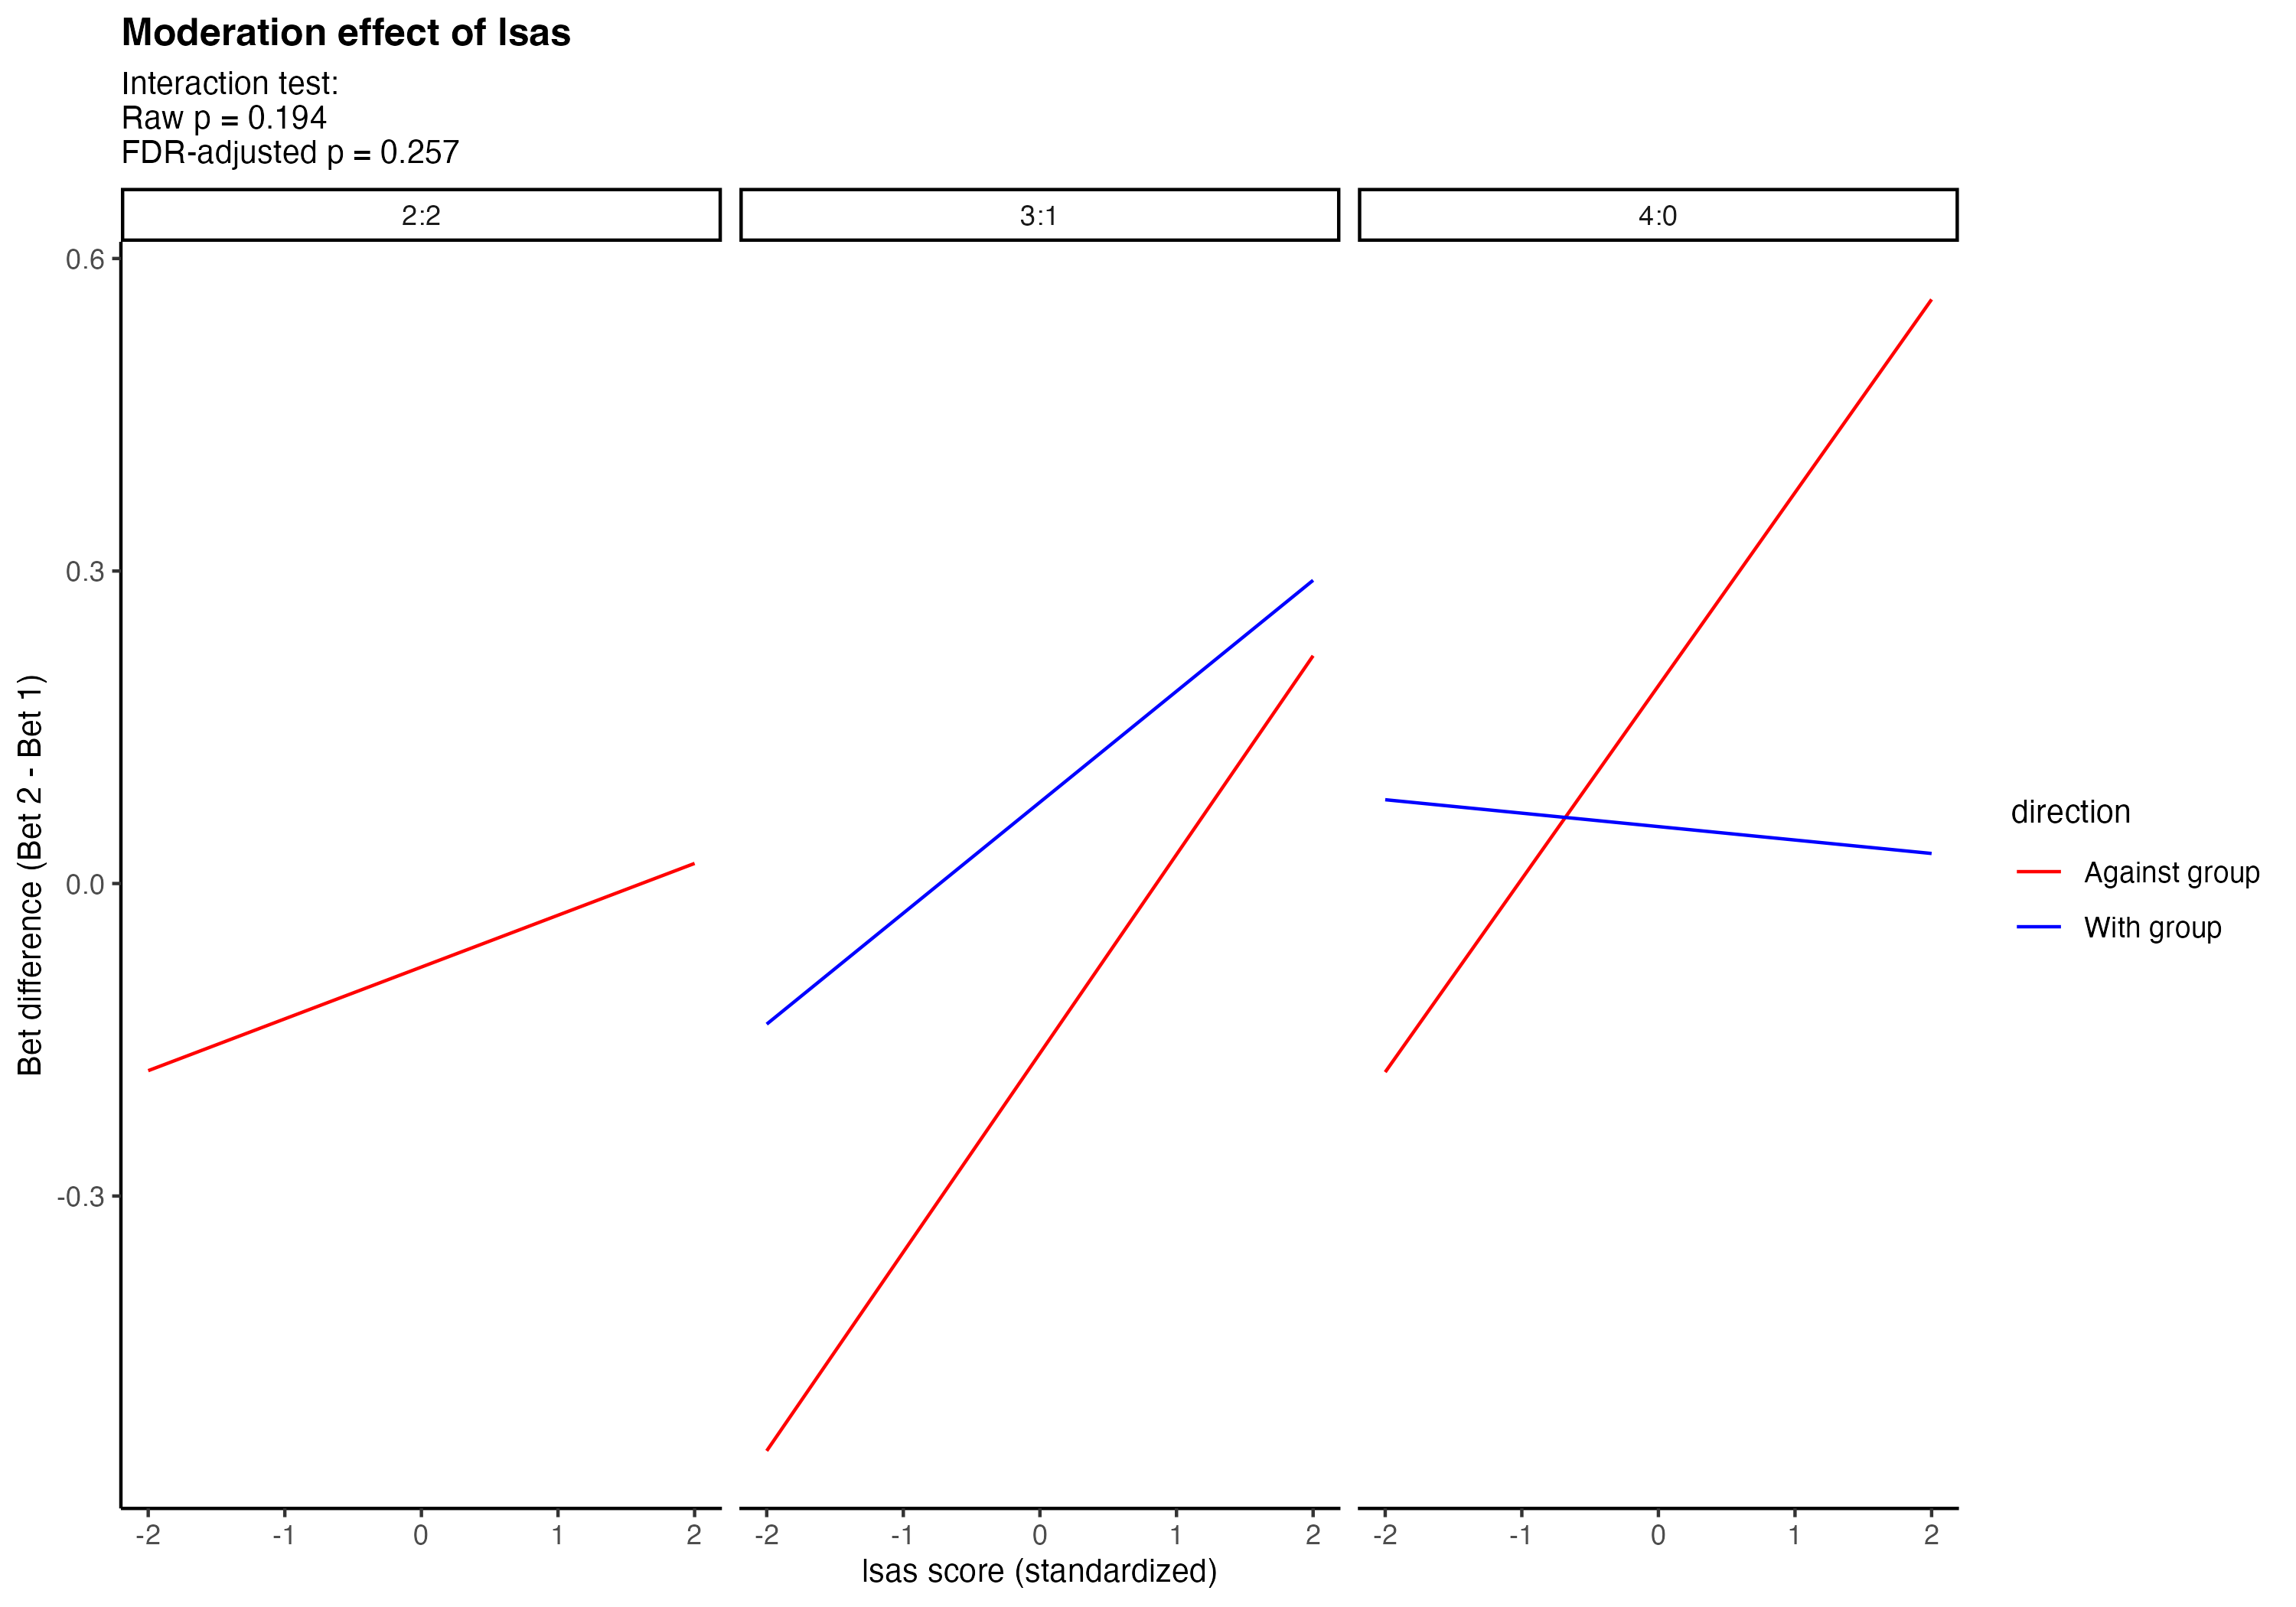 Moderation effect of lsas
Interaction test:
Raw p = 0.194
FDR-adjusted p = 0.257
2:2
3:1
4:0
0.6
0.3
0.0
-0.3
Bet difference (Bet 2 - Bet 1)
-2 -1 0 1 2
-2 -1 0 1 2
-2 -1 0 1 2
lsas score (standardized)
direction
Against group
With group